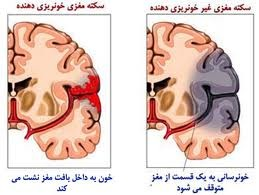 سکته مغزی غیر خونریزی دهنده
سکته مغزی خونریزی دهنده
خونرسانی به یک قسمت از مغز
متوقف می شود
خون به داخل بافت مغز نشت می
کند